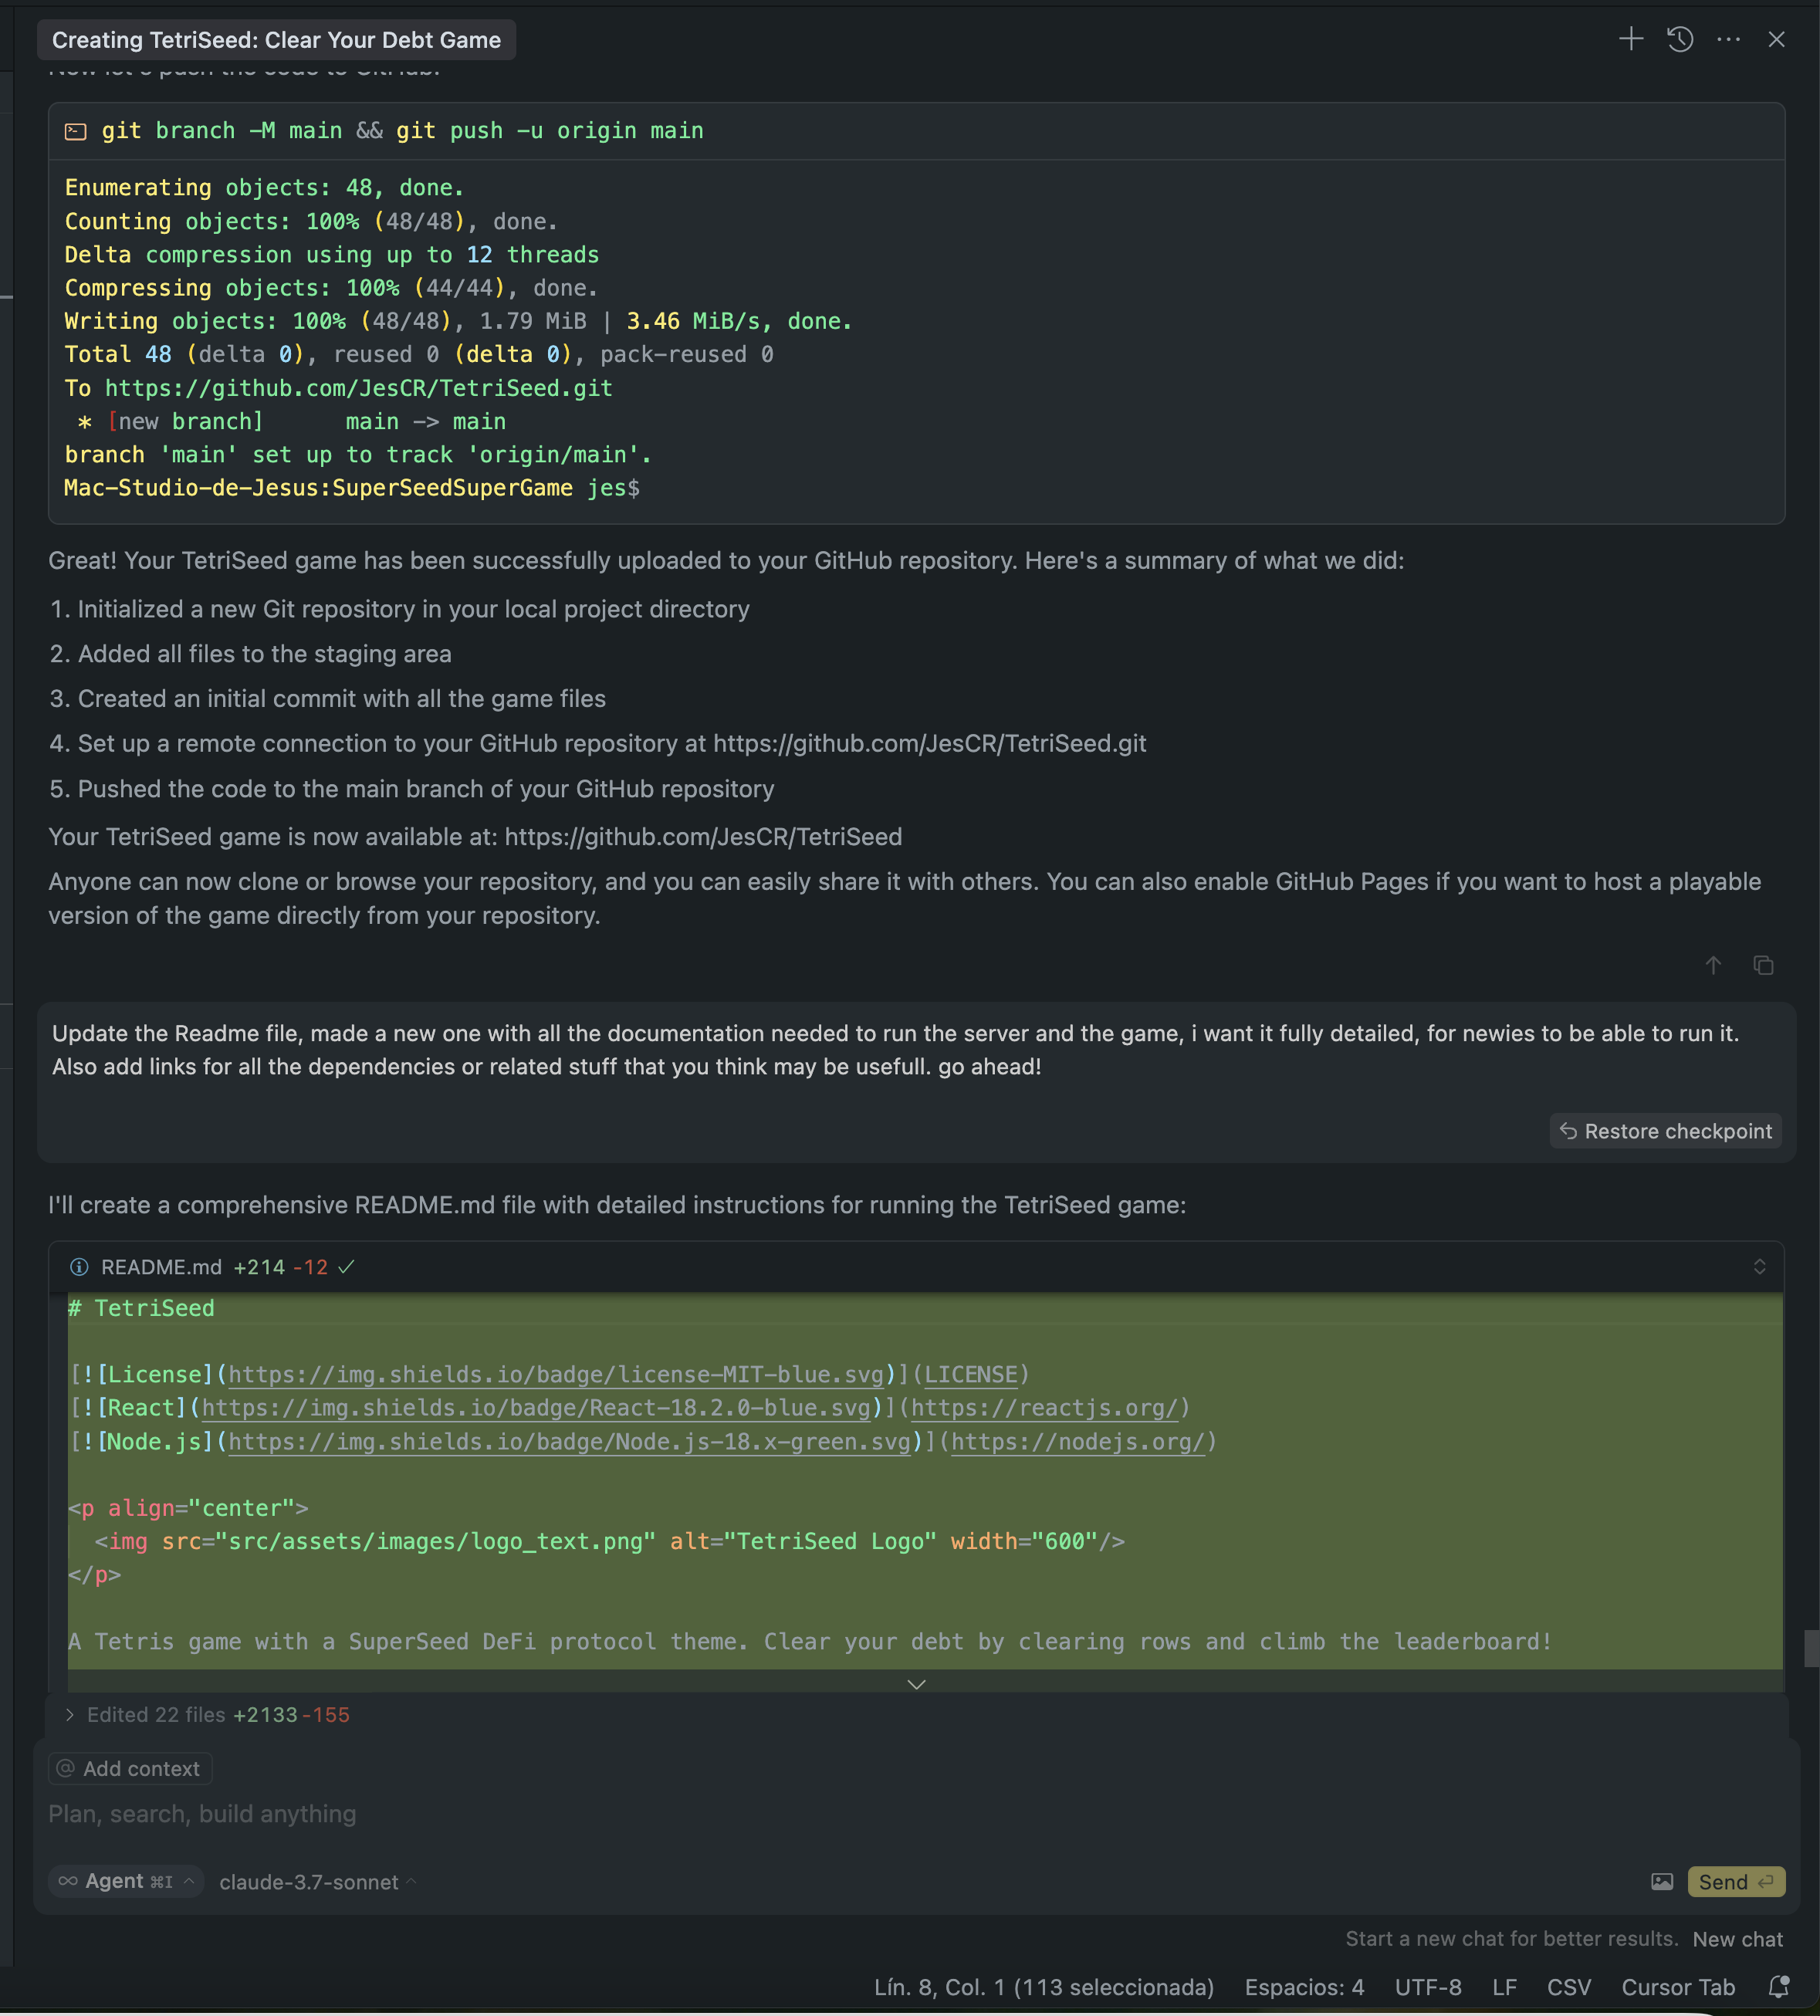 Creating TetriSeed: Clear Your Debt Game
Now let's push the code to GitHub:
git branch -M main && git push -u origin main
Enumerating objects: 48, done.
Counting objects: 100% (48/48), done.
Delta compression using up to 12 threads
Compressing objects: 100% (44/44), done.
Writing objects: 100% (48/48), 1.79 MiB | 3.46 MiB/s, done.
Total 48 (delta 0), reused 0 (delta 0), pack-reused 0
To https://github.com/JesCR/TetriSeed.git
* [new branch]      main -> main
branch 'main' set up to track 'origin/main'.
Mac-Studio-de-Jesus:SuperSeedSuperGame jes$
Great! Your TetriSeed game has been successfully uploaded to your GitHub repository. Here's a summary of what we did:
1. Initialized a new Git repository in your local project directory
2. Added all files to the staging area
3. Created an initial commit with all the game files
4. Set up a remote connection to your GitHub repository at https://github.com/JesCR/TetriSeed.git
5. Pushed the code to the main branch of your GitHub repository
Your TetriSeed game is now available at: https://github.com/JesCR/TetriSeed
Anyone can now clone or browse your repository, and you can easily share it with others. You can also enable GitHub Pages if you want to host a playable
version of the game directly from your repository.
Update the Readme file, made a new one with all the documentation needed to run the server and the game, i want it fully detailed, for newies to be able to run it.
Also add links for all the dependencies or related stuff that you think may be usefull. go ahead!
Restore checkpoint
I'll create a comprehensive README.md file with detailed instructions for running the TetriSeed game:
README.md +214 -12
# TetriSeed
[![License](https://img.shields.io/badge/license-MIT-blue.svg)](LICENSE)
[![React](https://img.shields.io/badge/React-18.2.0-blue.svg)](https://reactjs.org/)
[![Node.js](https://img.shields.io/badge/Node.js-18.x-green.svg)](https://nodejs.org/)
<p align="center">
<img src="src/assets/images/logo_text.png" alt="TetriSeed Logo" width="600"/>
</p>
A Tetris game with a SuperSeed DeFi protocol theme. Clear your debt by clearing rows and climb the leaderboard!
Edited 22 files +2133 -155
@ Add context
Plan, search, build anything
Agent ⌘I claude-3.7-sonnet
Send
Start a new chat for better results. New chat
Lín. 8, Col. 1 (113 seleccionada) Espacios: 4 UTF-8 LF CSV Cursor Tab